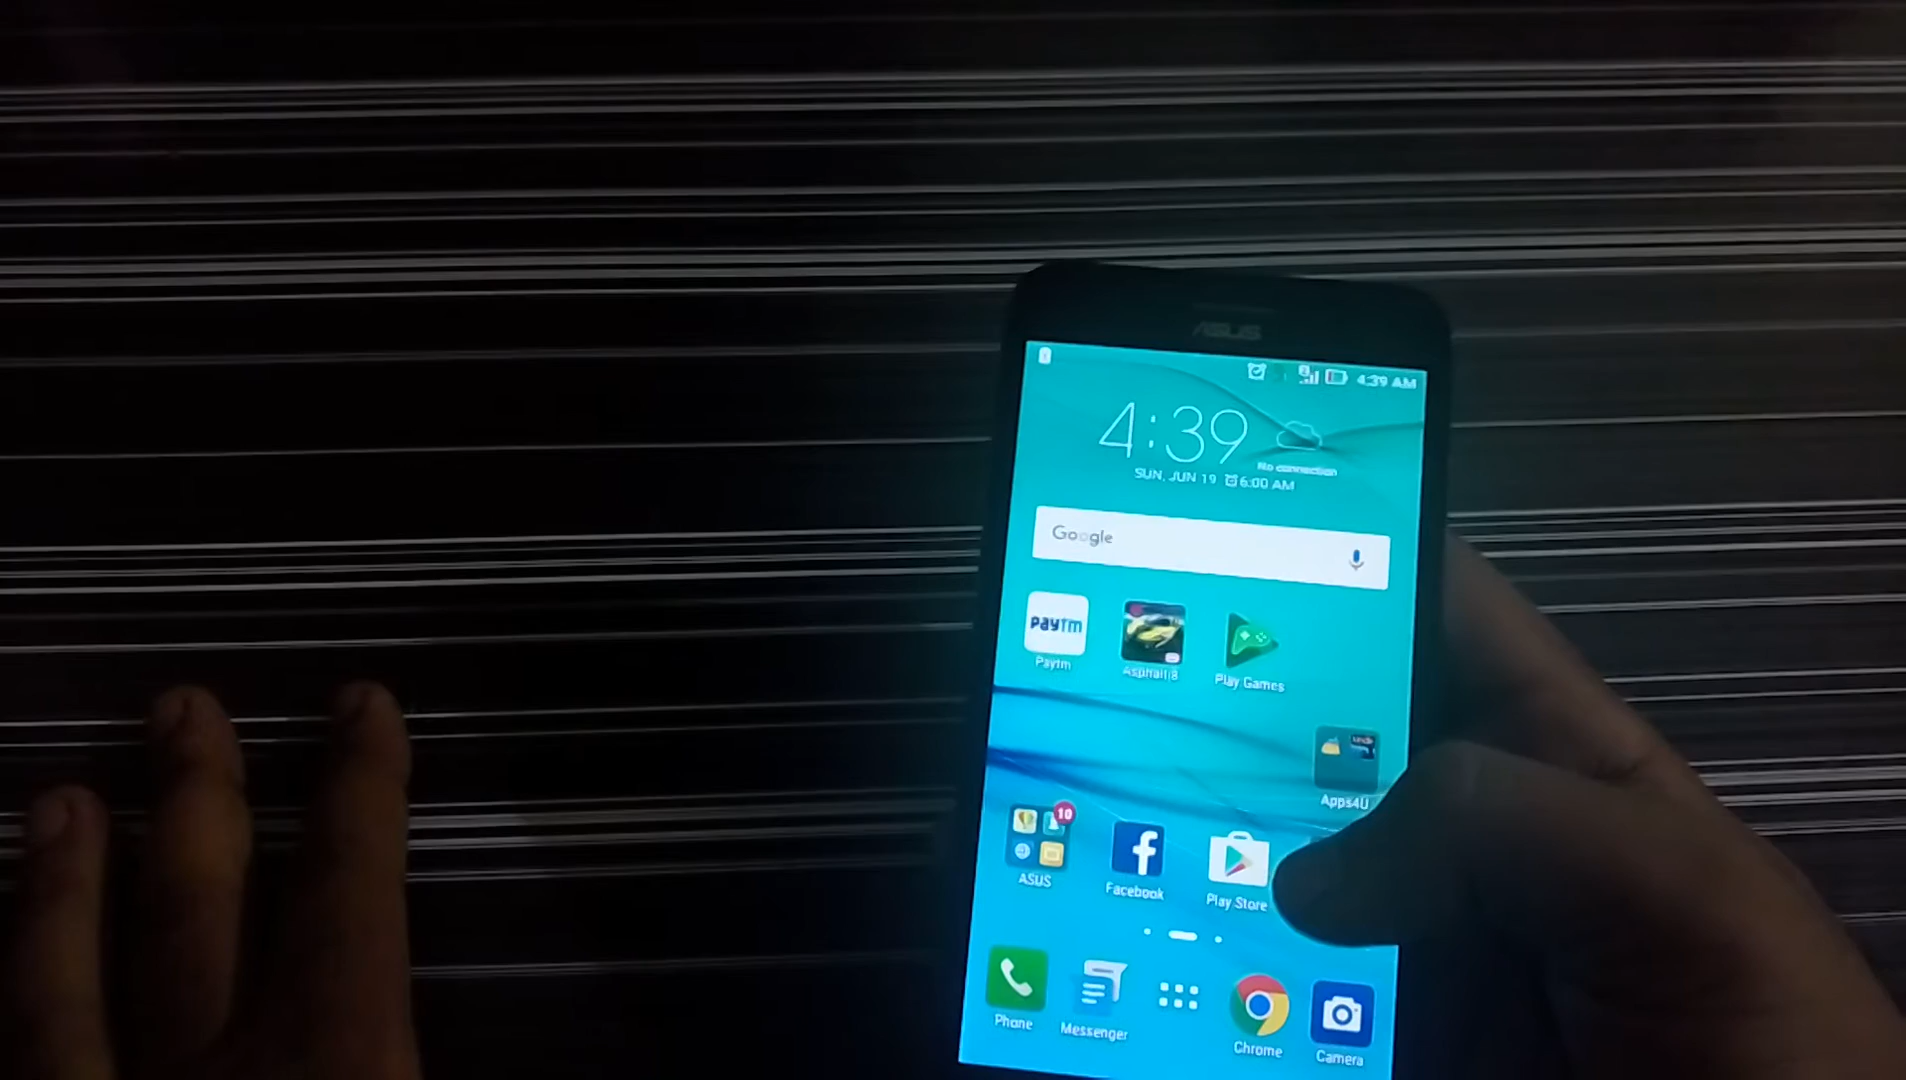 ASUS
4:39 AM
4:39
No connection
SUN, JUN 19 6:00 AM
Google
Paytm
Paytm
Asphalt 8
Play Games
Apps4U
10
ASUS
Facebook
Play Store
Phone
Messenger
Chrome
Camera